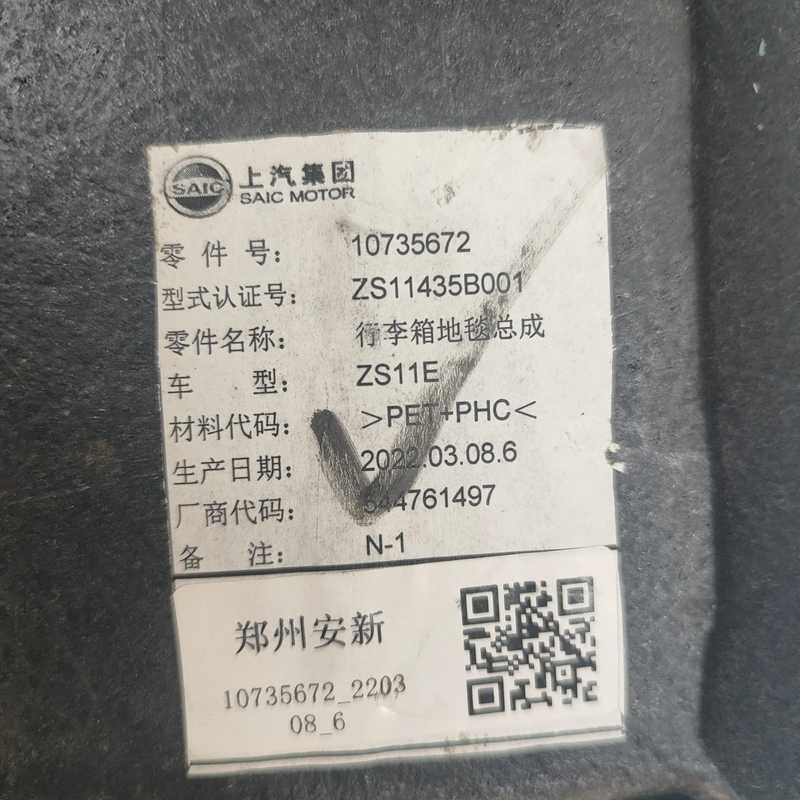 SAIC 上汽集团
SAIC MOTOR
零件号: 10735672
型式认证号: ZS11435B001
零件名称: 行李箱地毯总成
车型: ZS11E
材料代码: >PET+PHC<
生产日期: 2022.03.08.6
厂商代码: 544761497
备注: N-1
郑州安新
10735672_2203
08_6